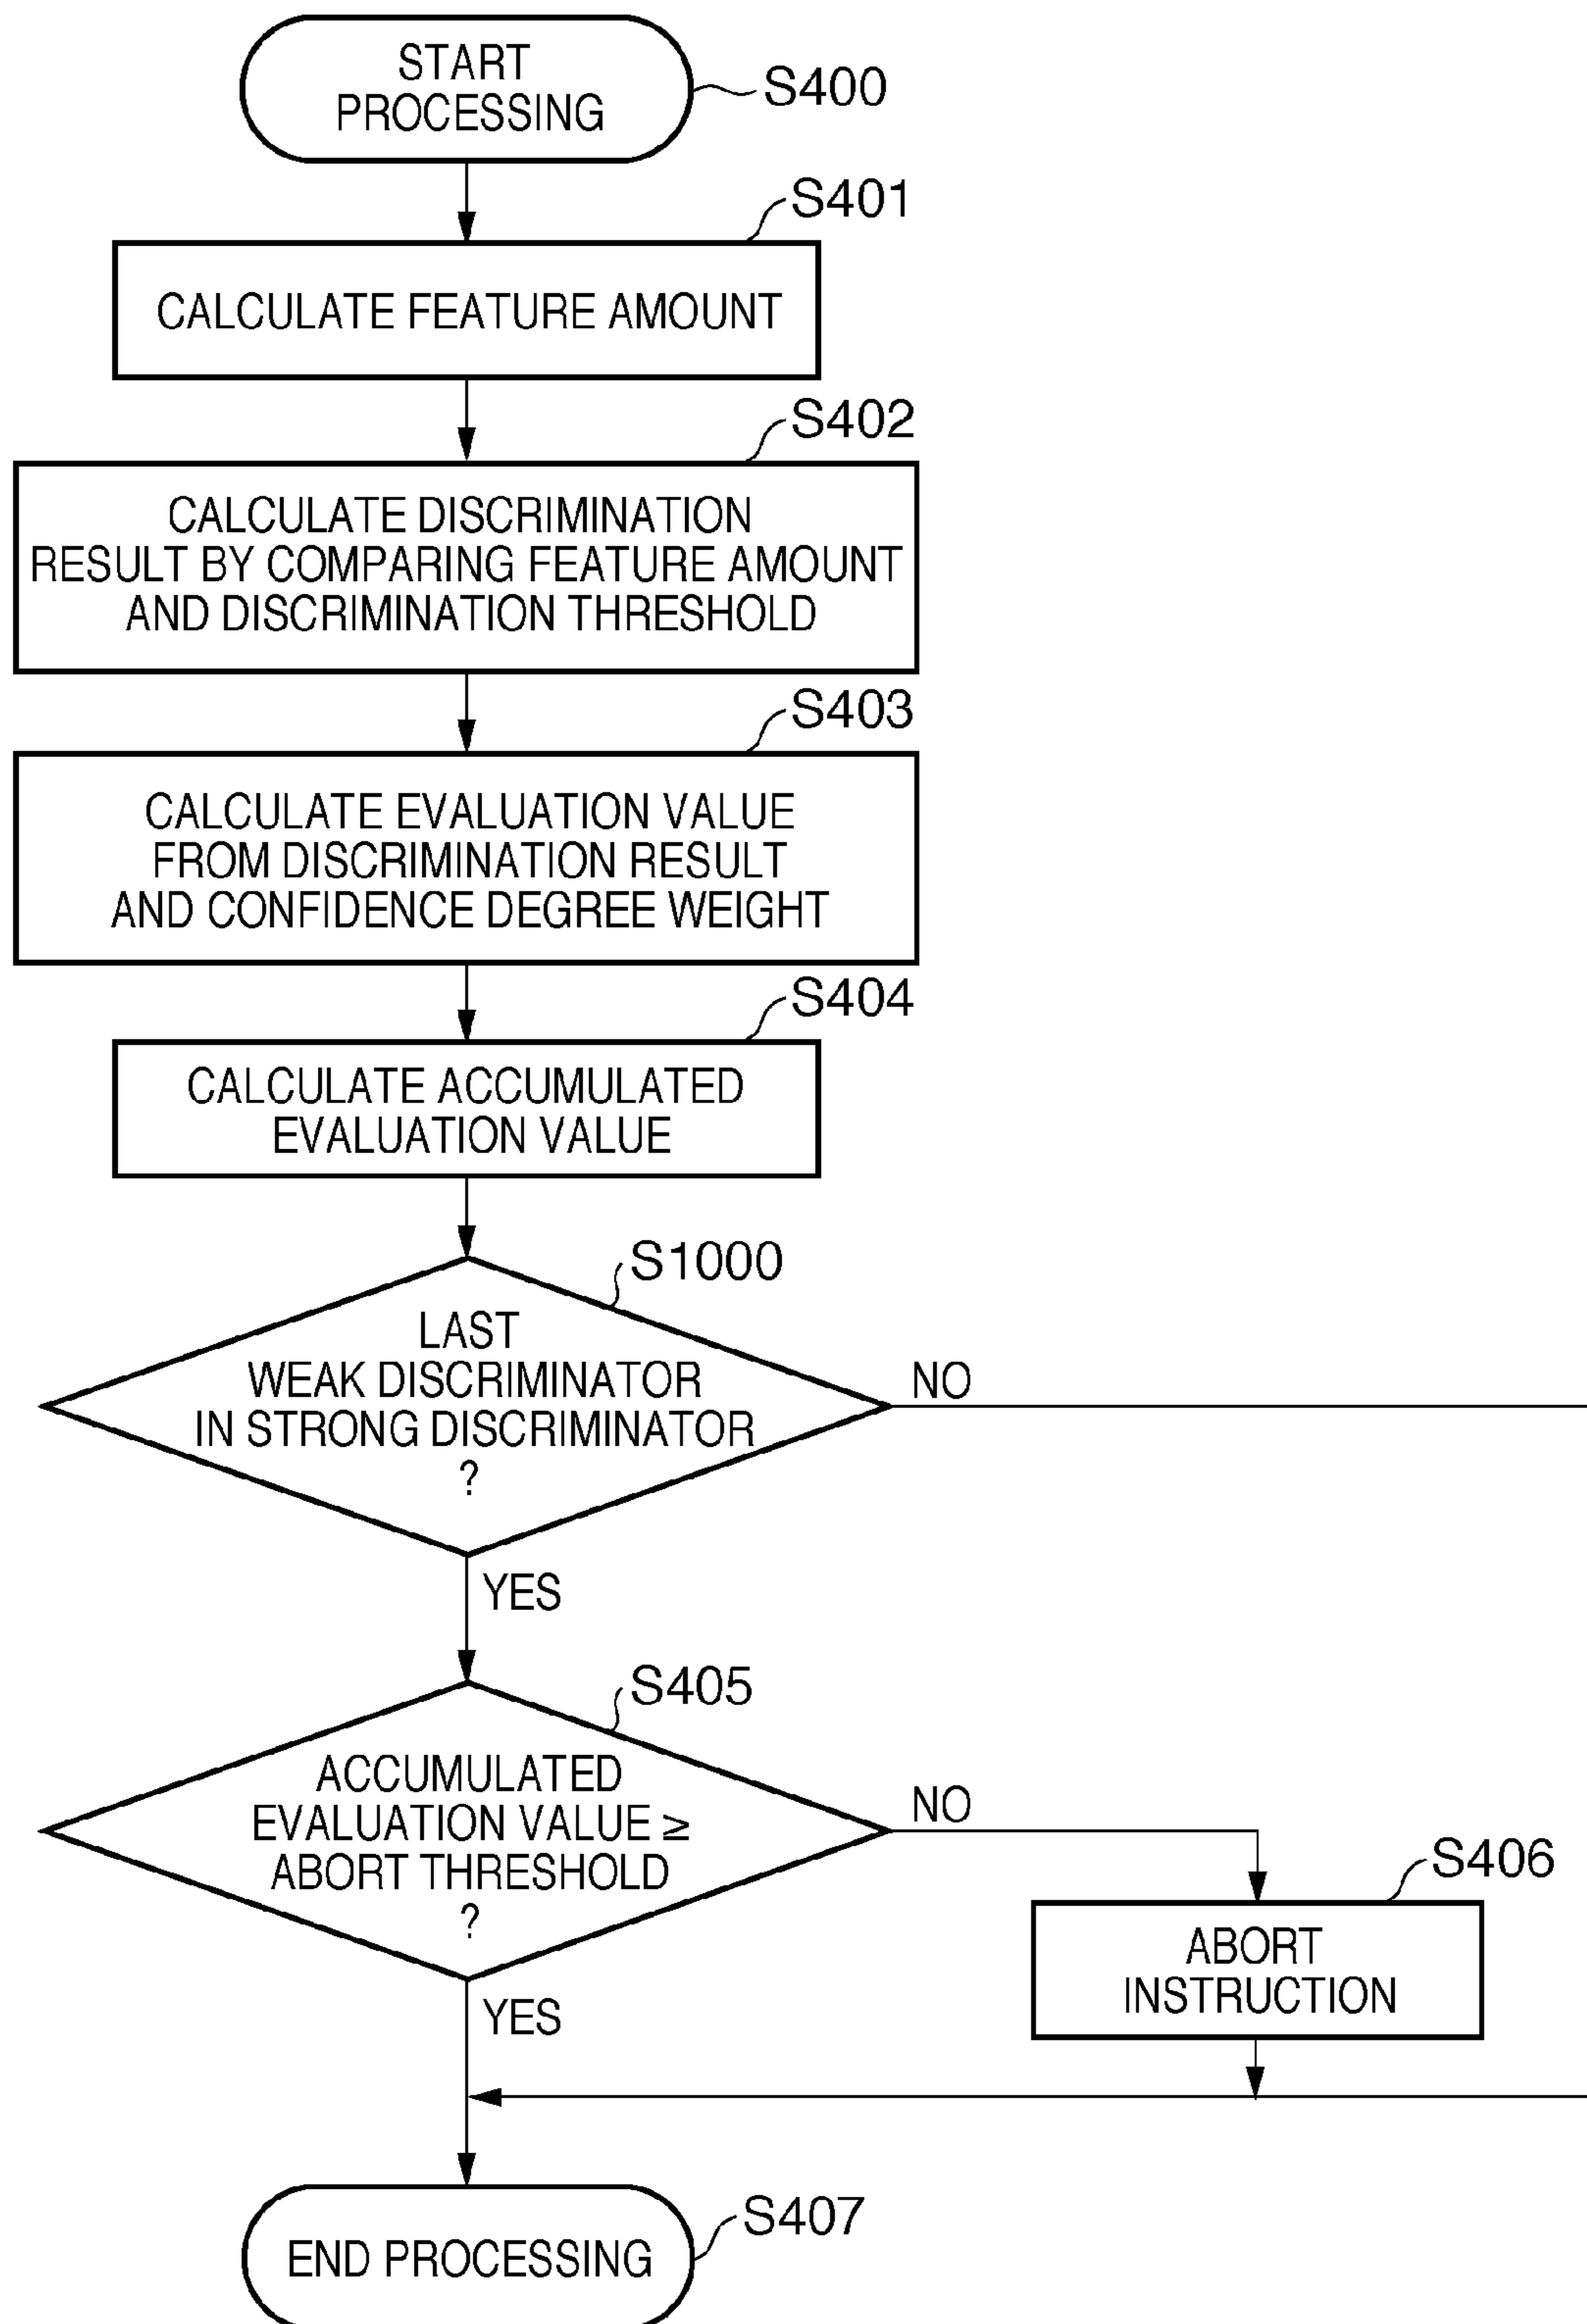 START
PROCESSING
S400
S401
CALCULATE FEATURE AMOUNT
S402
CALCULATE DISCRIMINATION
RESULT BY COMPARING FEATURE AMOUNT
AND DISCRIMINATION THRESHOLD
S403
CALCULATE EVALUATION VALUE
FROM DISCRIMINATION RESULT
AND CONFIDENCE DEGREE WEIGHT
S404
CALCULATE ACCUMULATED
EVALUATION VALUE
S1000
LAST
WEAK DISCRIMINATOR
IN STRONG DISCRIMINATOR
?
NO
YES
S405
ACCUMULATED
EVALUATION VALUE ≥
ABORT THRESHOLD
?
NO
S406
ABORT
INSTRUCTION
YES
S407
END PROCESSING